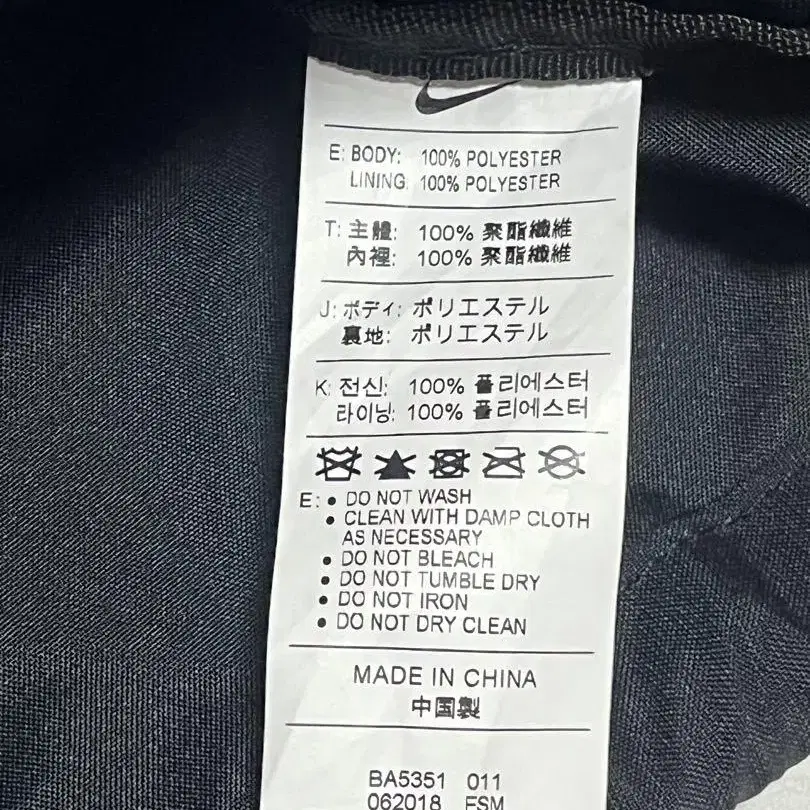 E: BODY: 100% POLYESTER
LINING: 100% POLYESTER
T: 主體: 100% 聚酯纖維
內裡: 100% 聚酯纖維
J: ボディ: ポリエステル
裏地: ポリエステル
K: 전신: 100% 폴리에스터
라이닝: 100% 폴리에스터
E: • DO NOT WASH
• CLEAN WITH DAMP CLOTH
AS NECESSARY
• DO NOT BLEACH
• DO NOT TUMBLE DRY
• DO NOT IRON
• DO NOT DRY CLEAN
MADE IN CHINA
中国製
BA5351 011
062018 FSM